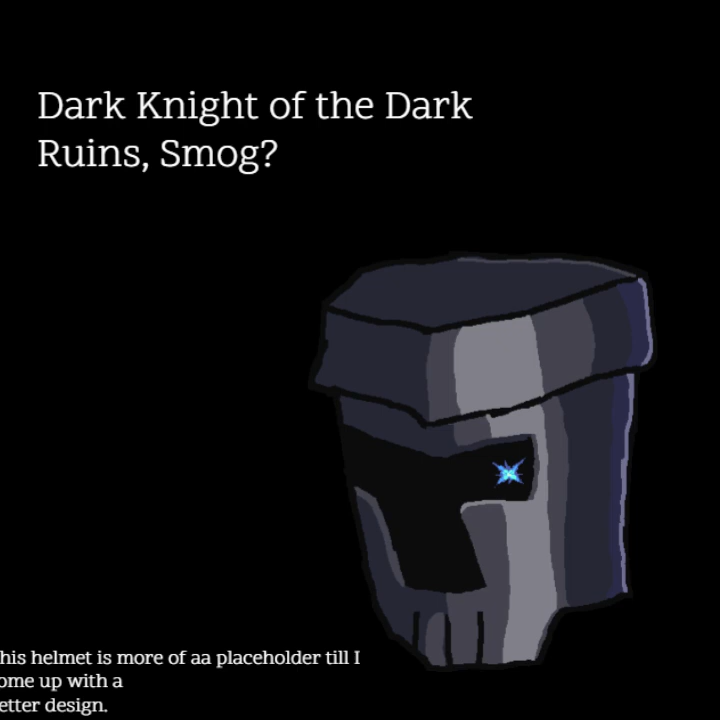 Dark Knight of the Dark
Ruins, Smog?
his helmet is more of aa placeholder till I
ome up with a
etter design.